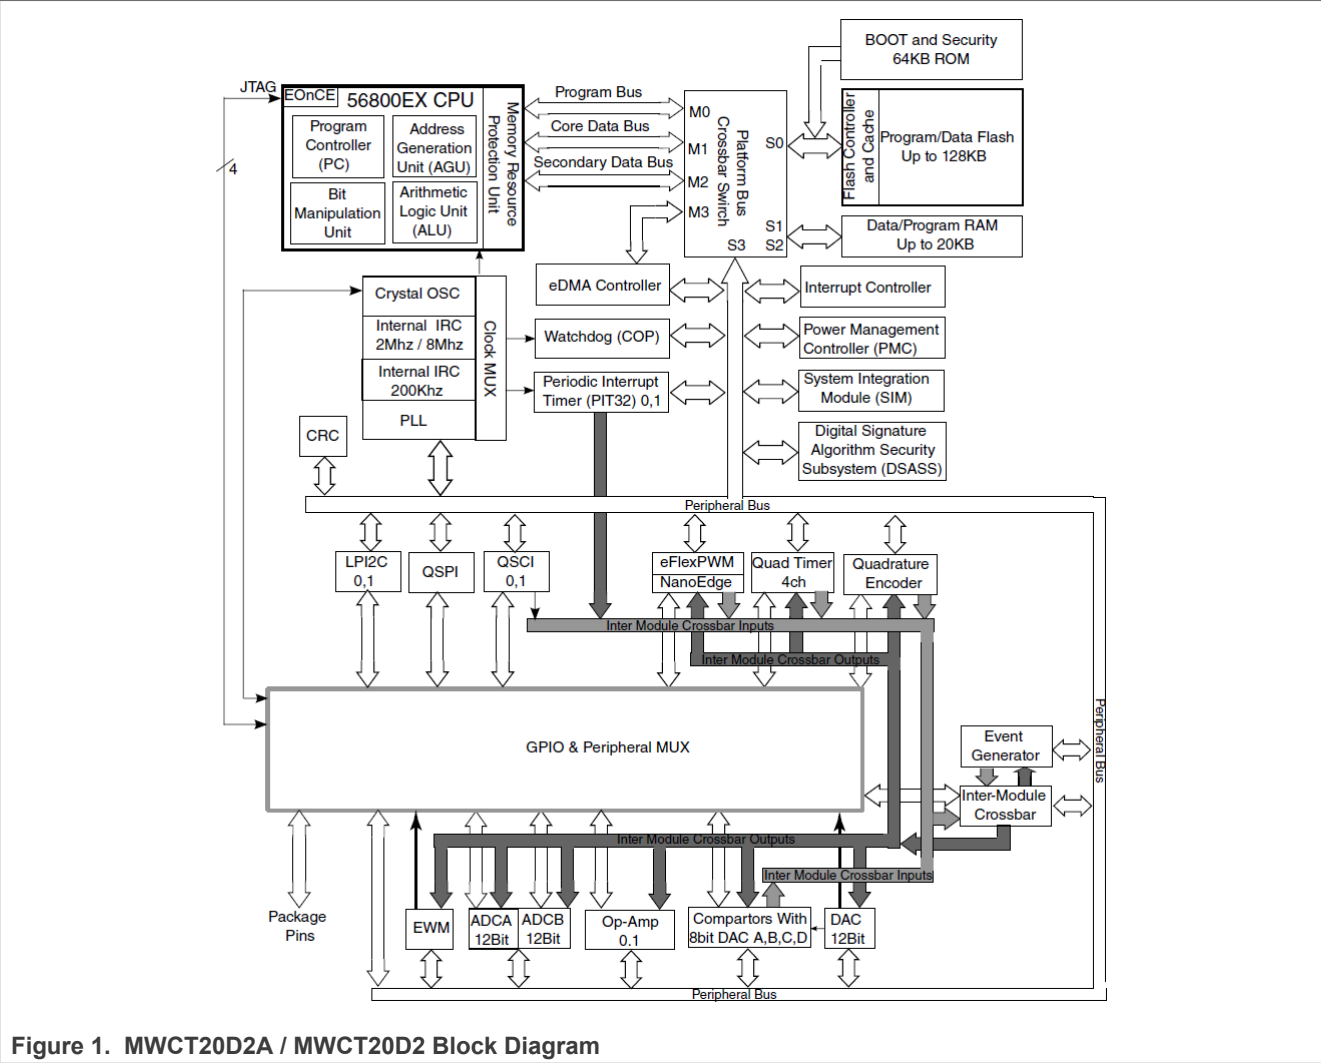 BOOT and Security
64KB ROM
JTAG
EOnCE
56800EX CPU
Program
Controller
(PC)
Address
Generation
Unit (AGU)
Bit
Manipulation
Unit
Arithmetic
Logic Unit
(ALU)
Memory Resource
Protection Unit
4
Program Bus
Core Data Bus
Secondary Data Bus
M0
M1
M2
M3
Platform Bus
Crossbar Swirch
S0
S1
S2
S3
Flash Controller
and Cache
Program/Data Flash
Up to 128KB
Data/Program RAM
Up to 20KB
Crystal OSC
Internal IRC
2Mhz / 8Mhz
Internal IRC
200Khz
PLL
Clock MUX
eDMA Controller
Watchdog (COP)
Periodic Interrupt
Timer (PIT32) 0,1
Interrupt Controller
Power Management
Controller (PMC)
System Integration
Module (SIM)
Digital Signature
Algorithm Security
Subsystem (DSASS)
CRC
Peripheral Bus
LPI2C
0,1
QSPI
QSCI
0,1
eFlexPWM
NanoEdge
Quad Timer
4ch
Quadrature
Encoder
Inter Module Crossbar Inputs
Inter Module Crossbar Outputs
GPIO & Peripheral MUX
Peripheral Bus
Event
Generator
Inter-Module
Crossbar
Inter Module Crossbar Outputs
Inter Module Crossbar Inputs
Package
Pins
EWM
ADCA
12Bit
ADCB
12Bit
Op-Amp
0.1
Compartors With
8bit DAC A,B,C,D
DAC
12Bit
Peripheral Bus
Figure 1. MWCT20D2A / MWCT20D2 Block Diagram